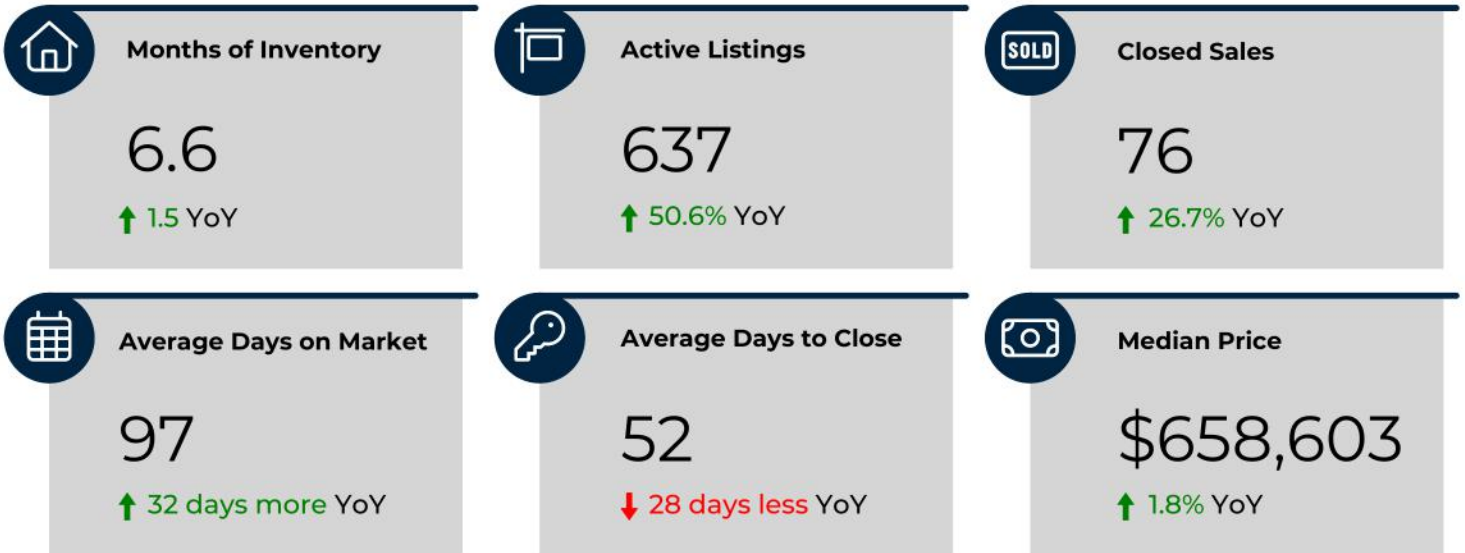 Months of Inventory
6.6
↑ 1.5 YoY
Active Listings
637
↑ 50.6% YoY
SOLD
Closed Sales
76
↑ 26.7% YoY
Average Days on Market
97
↑ 32 days more YoY
Average Days to Close
52
↓ 28 days less YoY
Median Price
$658,603
↑ 1.8% YoY